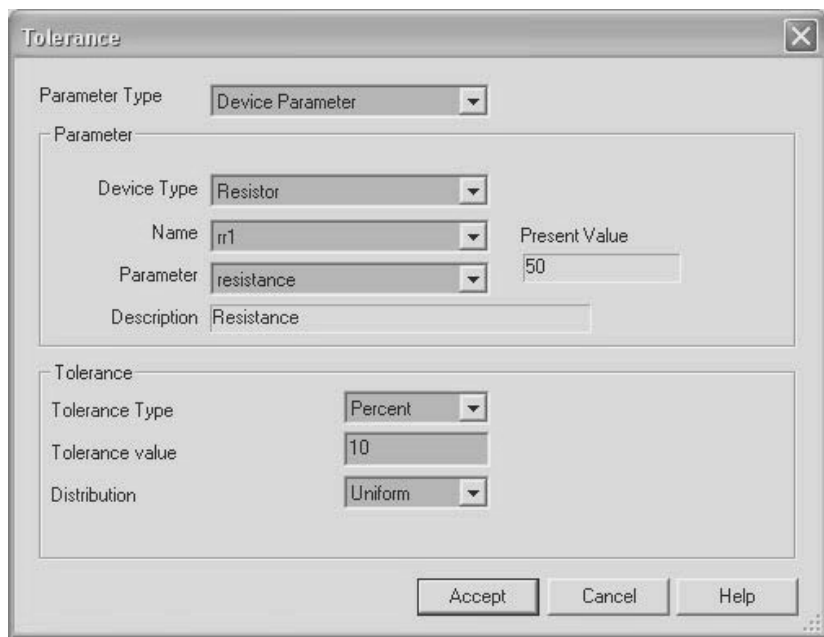 Tolerance
Parameter Type Device Parameter
Parameter
Device Type Resistor
Name rr1 Present Value
50
Parameter resistance
Description Resistance
Tolerance
Tolerance Type Percent
Tolerance value 10
Distribution Uniform
Accept Cancel Help